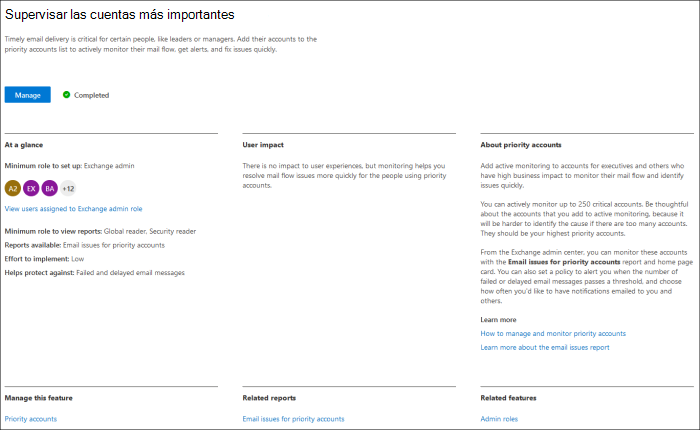 Supervisar las cuentas más importantes
Timely email delivery is critical for certain people, like leaders or managers. Add their accounts to the
priority accounts list to actively monitor their mail flow, get alerts, and fix issues quickly.
Manage
Completed
At a glance
Minimum role to set up: Exchange admin
A2 EX BA +12
View users assigned to Exchange admin role
Minimum role to view reports: Global reader, Security reader
Reports available: Email issues for priority accounts
Effort to implement: Low
Helps protect against: Failed and delayed email messages
User impact
There is no impact to user experiences, but monitoring helps you
resolve mail flow issues more quickly for the people using priority
accounts.
About priority accounts
Add active monitoring to accounts for executives and others who
have high business impact to monitor their mail flow and identify
issues quickly.
You can actively monitor up to 250 critical accounts. Be thoughtful
about the accounts that you add to active monitoring, because it
will be harder to identify the cause if there are too many accounts.
They should be your highest priority accounts.
From the Exchange admin center, you can monitor these accounts
with the Email issues for priority accounts report and home page
card. You can also set a policy to alert you when the number of
failed or delayed email messages passes a threshold, and choose
how often you'd like to have notifications emailed to you and
others.
Learn more
How to manage and monitor priority accounts
Learn more about the email issues report
Manage this feature
Priority accounts
Related reports
Email issues for priority accounts
Related features
Admin roles